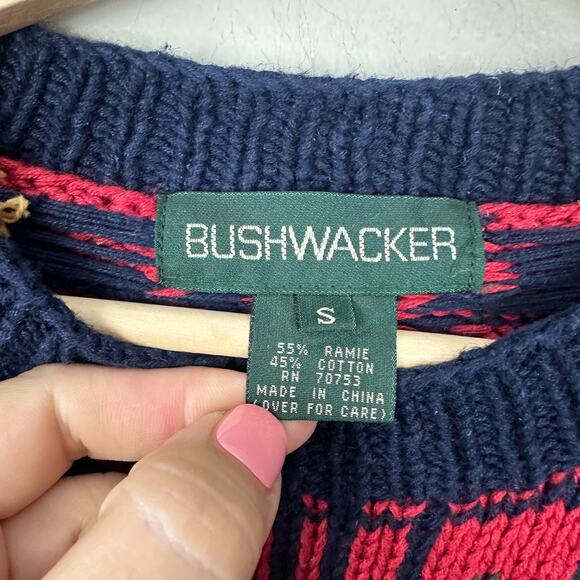 BUSHWACKER
S
55% RAMIE
45% COTTON
RN 70753
MADE IN CHINA
(OVER FOR CARE)